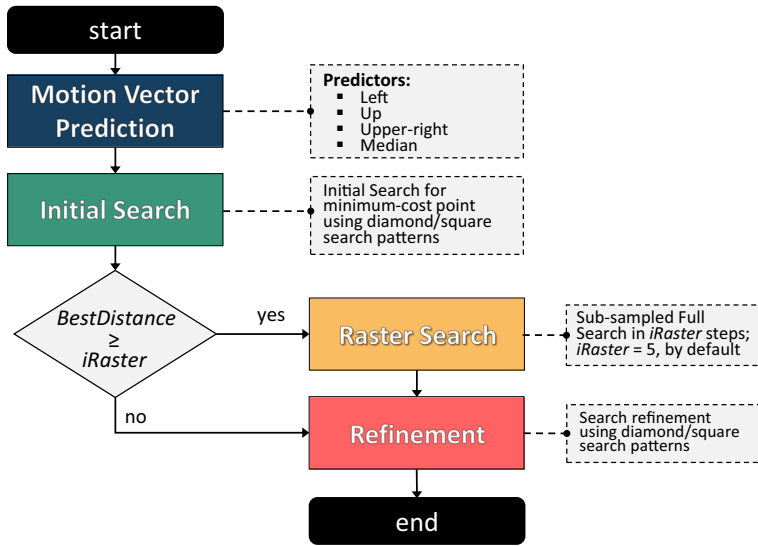 start
Motion Vector
Prediction
Predictors:
▪ Left
▪ Up
▪ Upper-right
▪ Median
Initial Search
Initial Search for
minimum-cost point
using diamond/square
search patterns
BestDistance
≥
iRaster
yes
Raster Search
Sub-sampled Full
Search in iRaster steps;
iRaster = 5, by default
no
Refinement
Search refinement
using diamond/square
search patterns
end